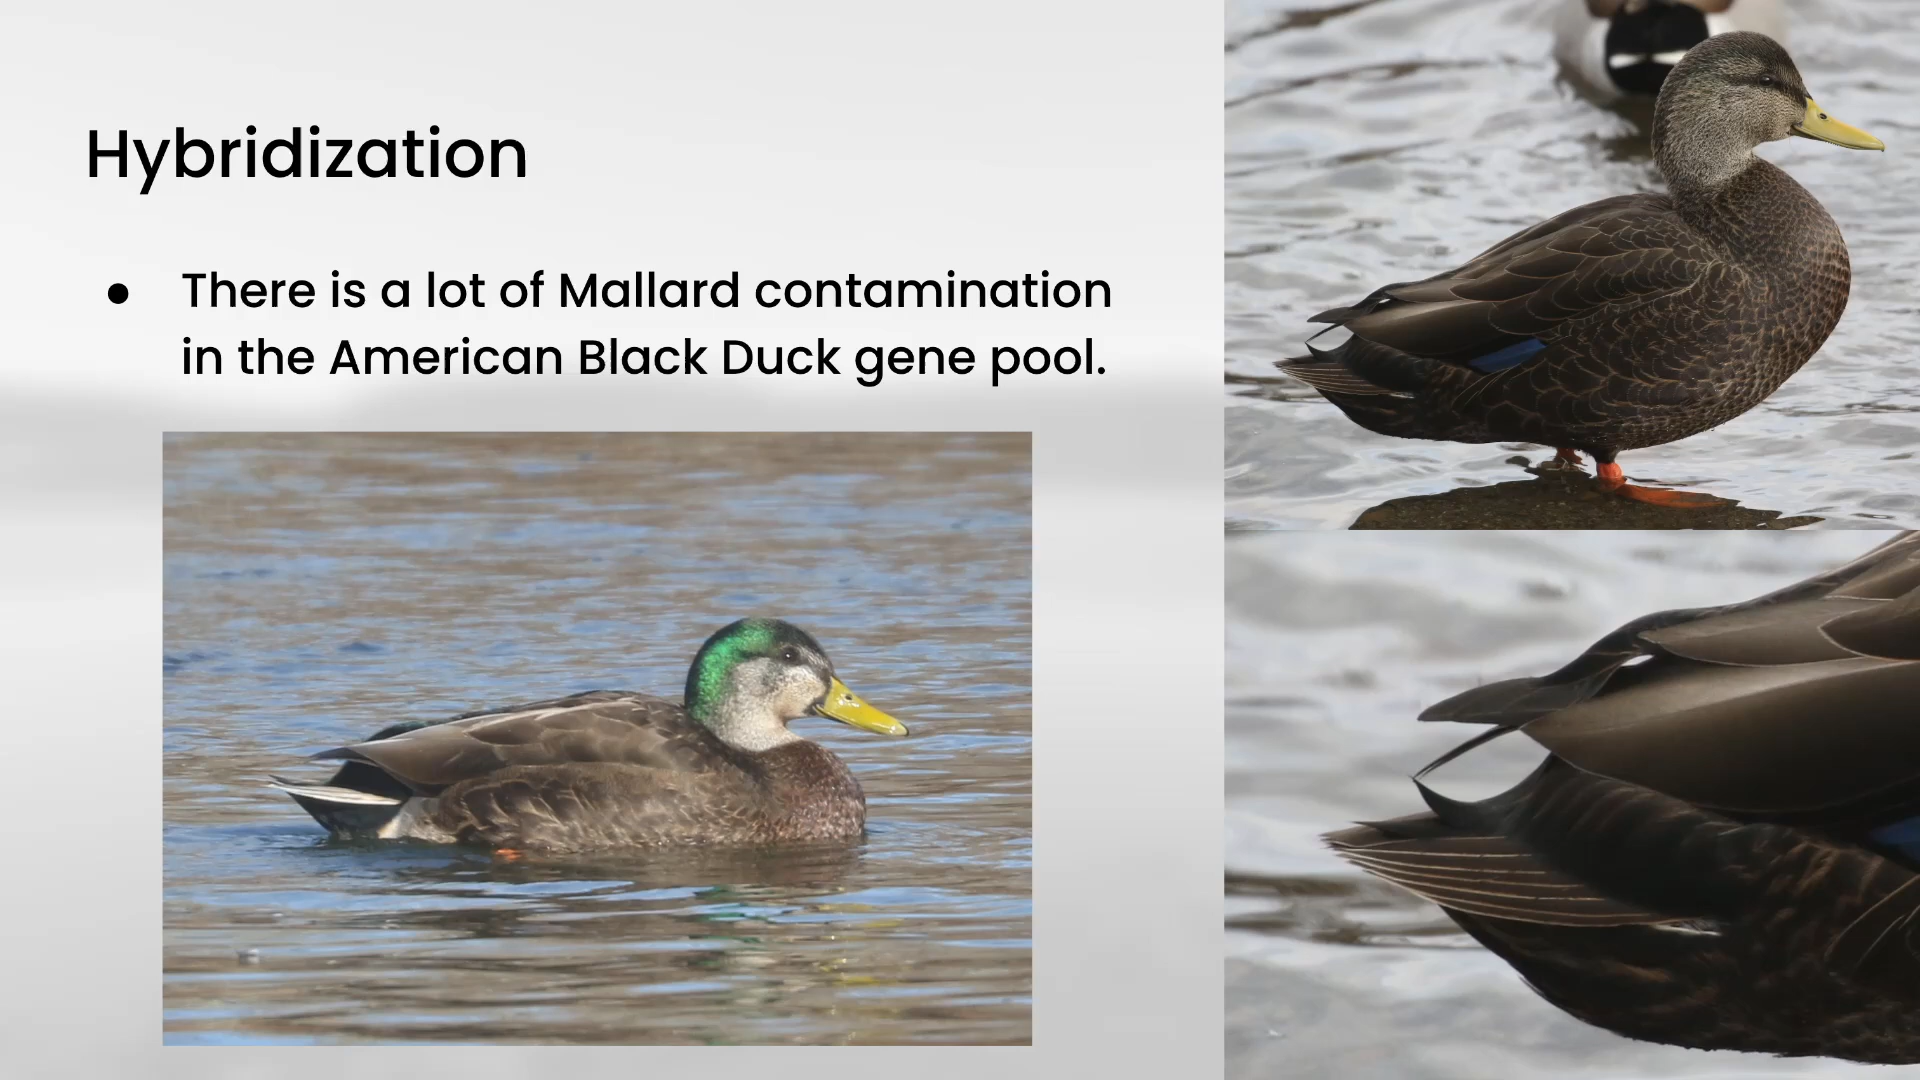 Hybridization
● There is a lot of Mallard contamination
in the American Black Duck gene pool.